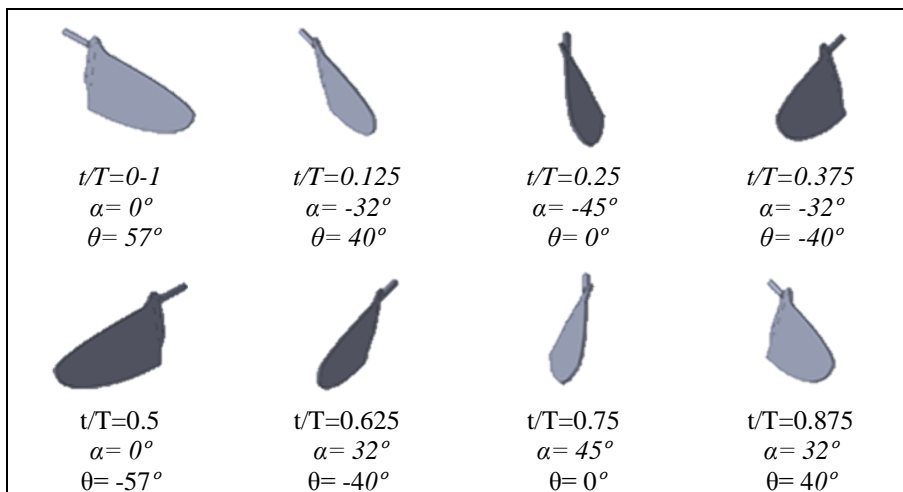 t/T=0-1 t/T=0.125 t/T=0.25 t/T=0.375
α= 0º α= -32º α= -45º α= -32º
θ= 57º θ= 40º θ= 0º θ= -40º
t/T=0.5 t/T=0.625 t/T=0.75 t/T=0.875
α= 0º α= 32º α= 45º α= 32º
θ= -57º θ= -40º θ= 0º θ= 40º